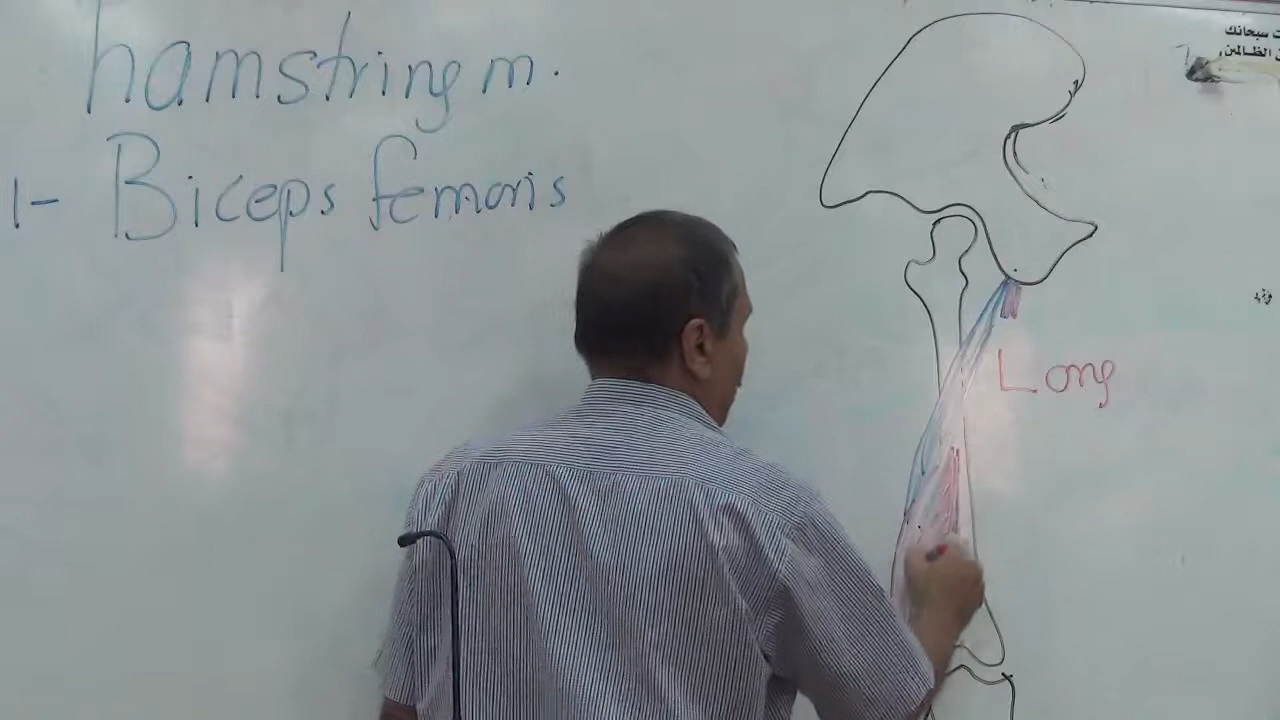 hamstring m.
1- Biceps femoris
Long
سبحانك
الظالمين